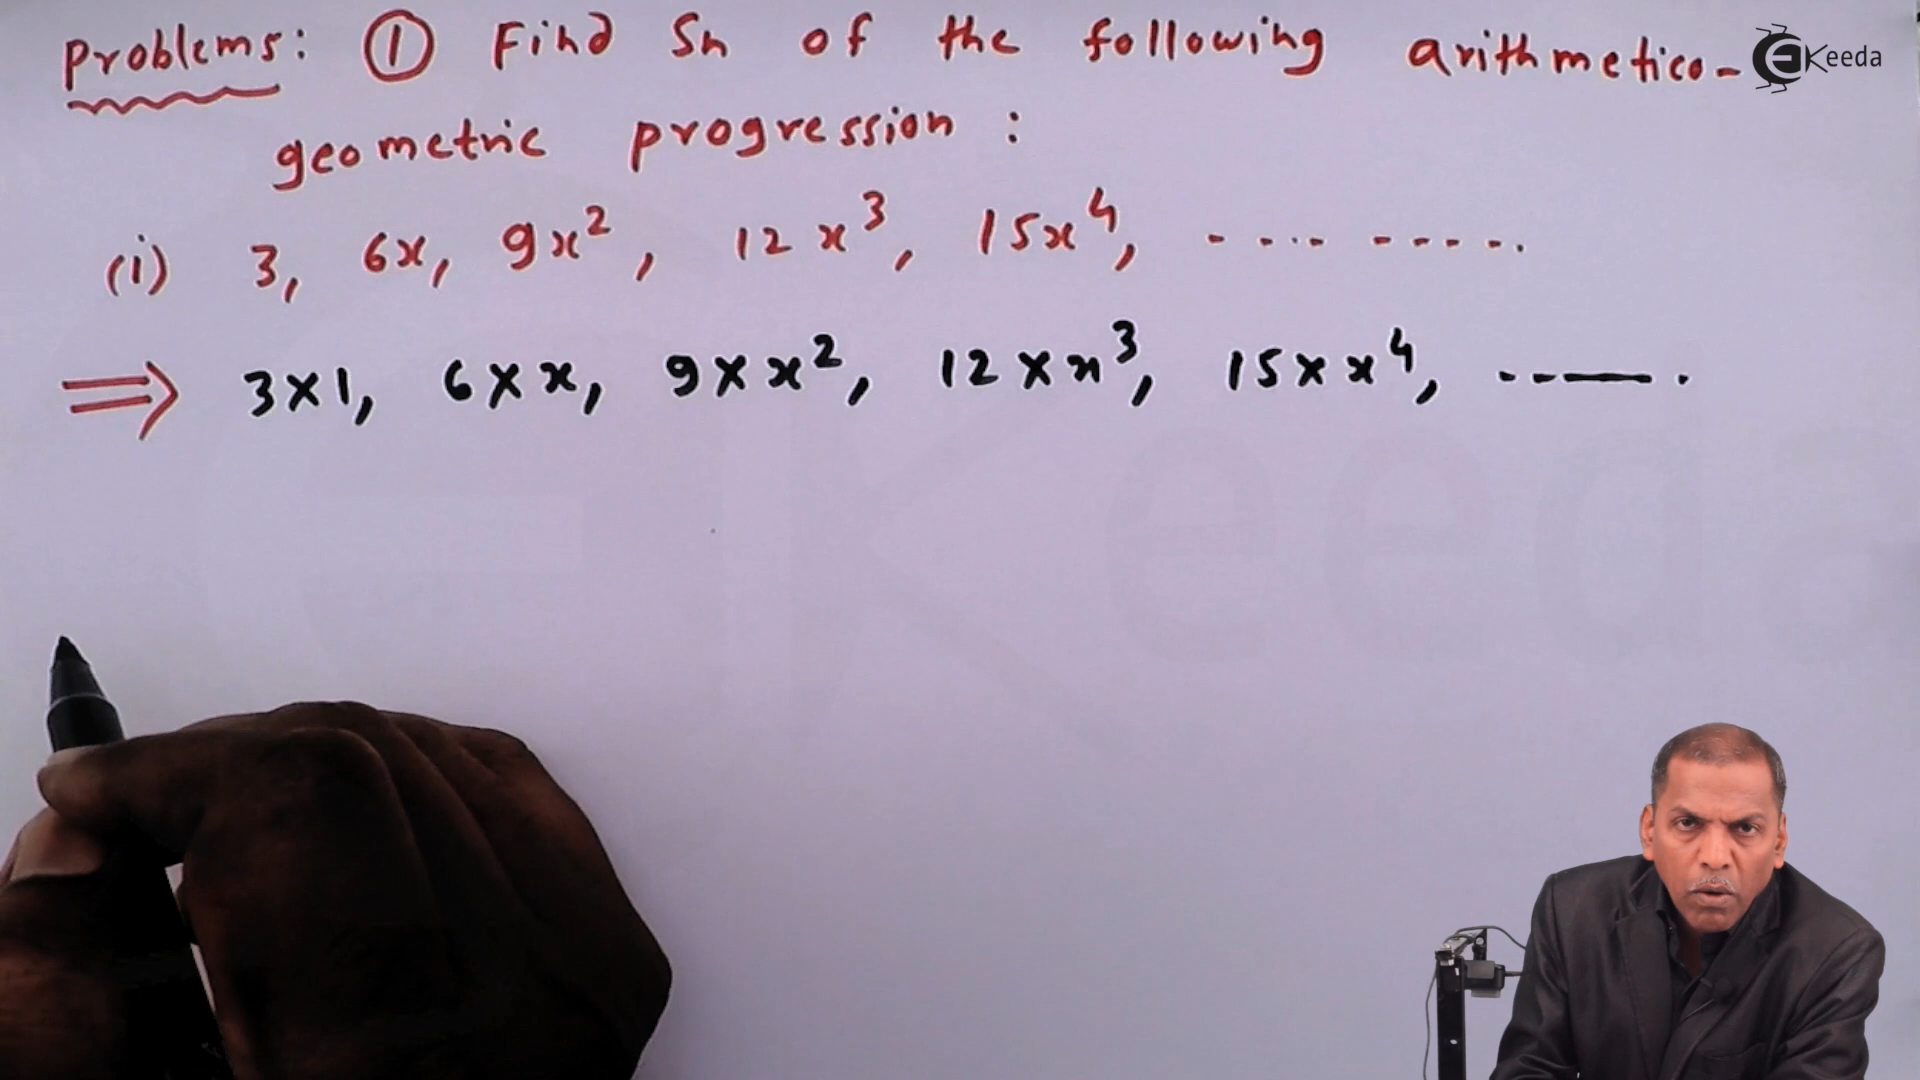 Problems: ① Find Sn of the following arithmetico-
geometric progression:
(i) 3, 6x, 9x², 12x³, 15x⁴, ..........
⇒ 3×1, 6×x, 9×x², 12×x³, 15×x⁴, ..——.
EKeeda